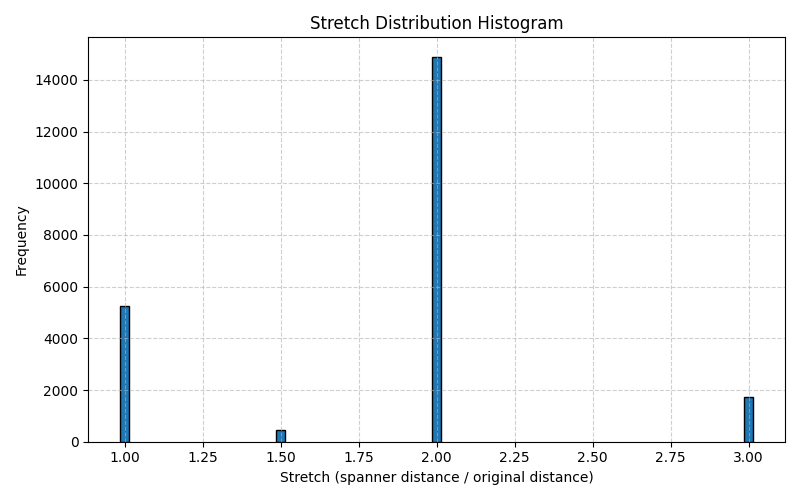 Stretch Distribution Histogram
Frequency
14000
12000
10000
8000
6000
4000
2000
0
1.00 1.25 1.50 1.75 2.00 2.25 2.50 2.75 3.00
Stretch (spanner distance / original distance)